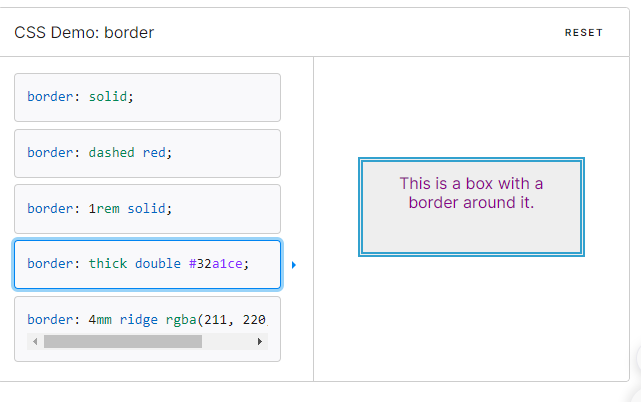 CSS Demo: border
RESET
border: solid;
border: dashed red;
border: 1rem solid;
border: thick double #32a1ce;
border: 4mm ridge rgba(211, 220
This is a box with a
border around it.